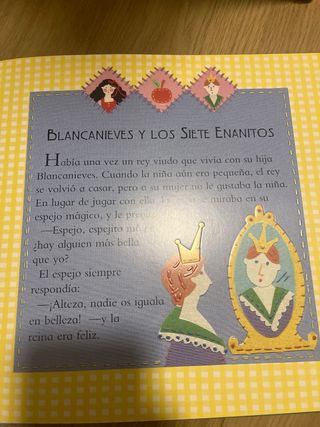 BLANCANIEVES Y LOS SIETE ENANITOS
Había una vez un rey viudo que vivía con su hija
Blancanieves. Cuando la niña aún era pequeña, el rey
se volvió a casar, pero a su mujer no le gustaba la niña.
En lugar de jugar con ella, se miraba en su
espejo mágico, y le
—Espejo, espejito
¿hay alguien más bella
que yo?
El espejo siempre
respondía:
—¡Alteza, nadie os iguala
en belleza! —y la
reina era feliz.